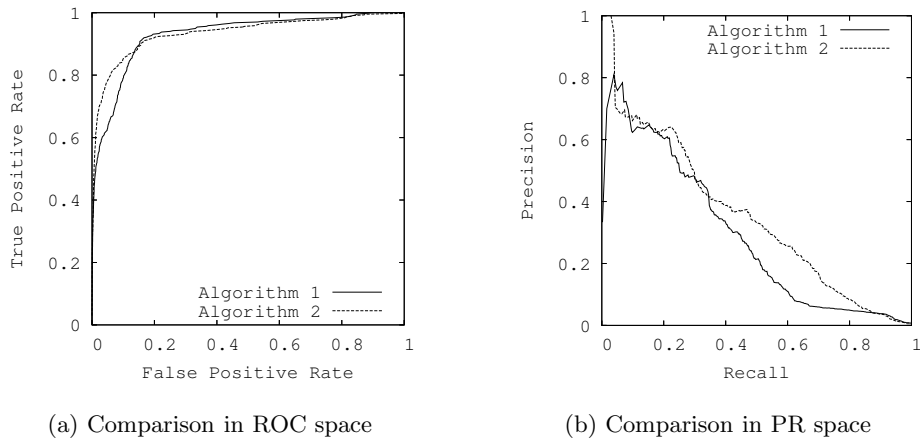 True Positive Rate
1
0.8
0.6
0.4
0.2
0
Algorithm 1
Algorithm 2
0 0.2 0.4 0.6 0.8 1
False Positive Rate
(a) Comparison in ROC space
Precision
1
0.8
0.6
0.4
0.2
0
Algorithm 1
Algorithm 2
0 0.2 0.4 0.6 0.8 1
Recall
(b) Comparison in PR space